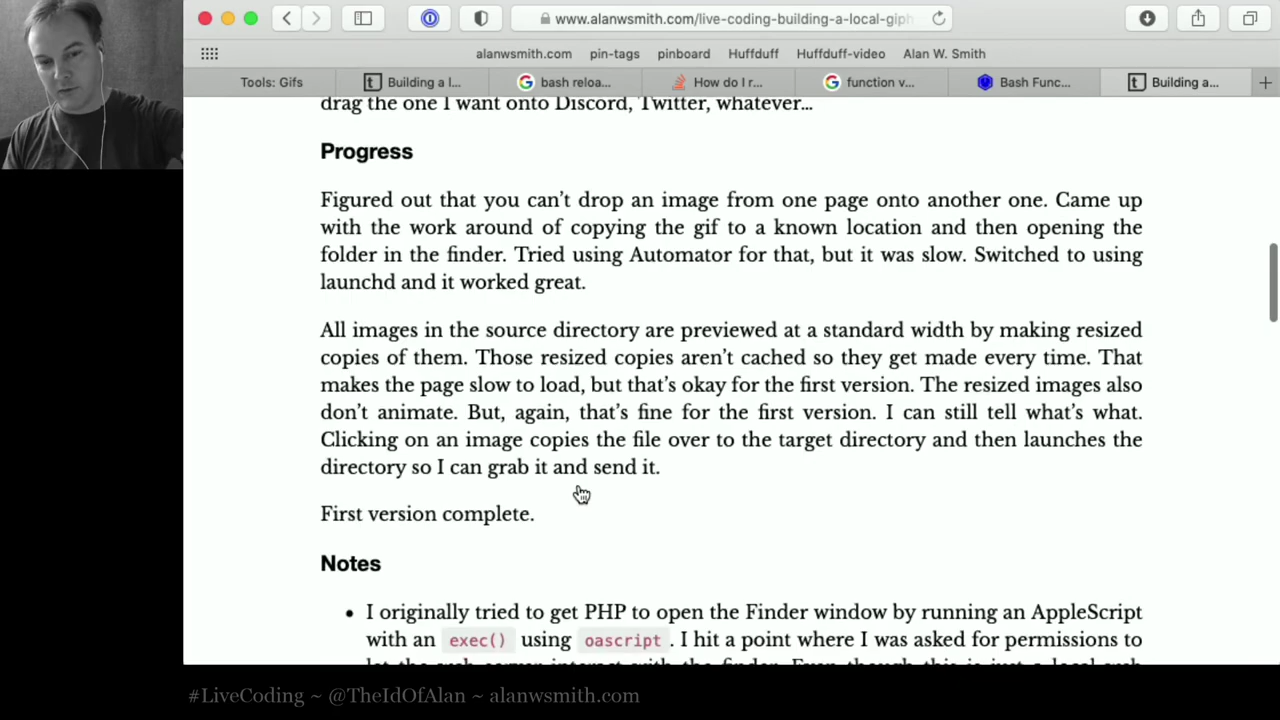 www.alanwsmith.com/live-coding-building-a-local-giph
alanwsmith.com pin-tags pinboard Huffduff Huffduff-video Alan W. Smith
Tools: Gifs Building a l... bash reloa... How do I r... function v... Bash Func... Building a...
drag the one I want onto Discord, Twitter, whatever…
Progress
Figured out that you can’t drop an image from one page onto another one. Came up
with the work around of copying the gif to a known location and then opening the
folder in the finder. Tried using Automator for that, but it was slow. Switched to using
launchd and it worked great.
All images in the source directory are previewed at a standard width by making resized
copies of them. Those resized copies aren’t cached so they get made every time. That
makes the page slow to load, but that’s okay for the first version. The resized images also
don’t animate. But, again, that’s fine for the first version. I can still tell what’s what.
Clicking on an image copies the file over to the target directory and then launches the
directory so I can grab it and send it.
First version complete.
Notes
• I originally tried to get PHP to open the Finder window by running an AppleScript
with an exec() using oascript . I hit a point where I was asked for permissions to
#LiveCoding ~ @TheIdOfAlan ~ alanwsmith.com